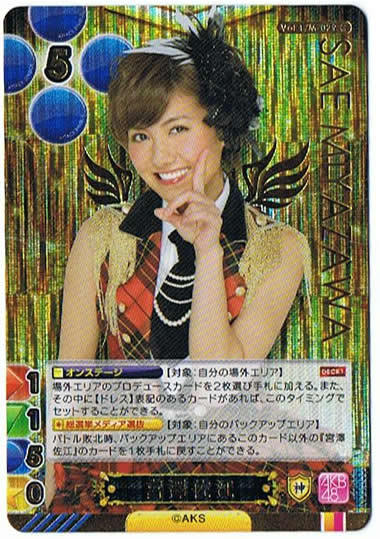 Vol.1/M-022
5
SAE MIYAZAWA
オンステージ 【対象:自分の場外エリア】 DECK1
場外エリアのプロデュースカードを2枚選び手札に加える。また、
その中に【ドレス】表記のあるカードがあれば、このタイミングで
セットすることができる。
総選挙メディア選抜 【対象:自分のバックアップエリア】
バトル敗北時、バックアップエリアにあるこのカード以外の『宮澤
佐江』のカードを1枚手札に戻すことができる。
1
1
5
0
宮澤佐江
神
AKB
48
©AKS